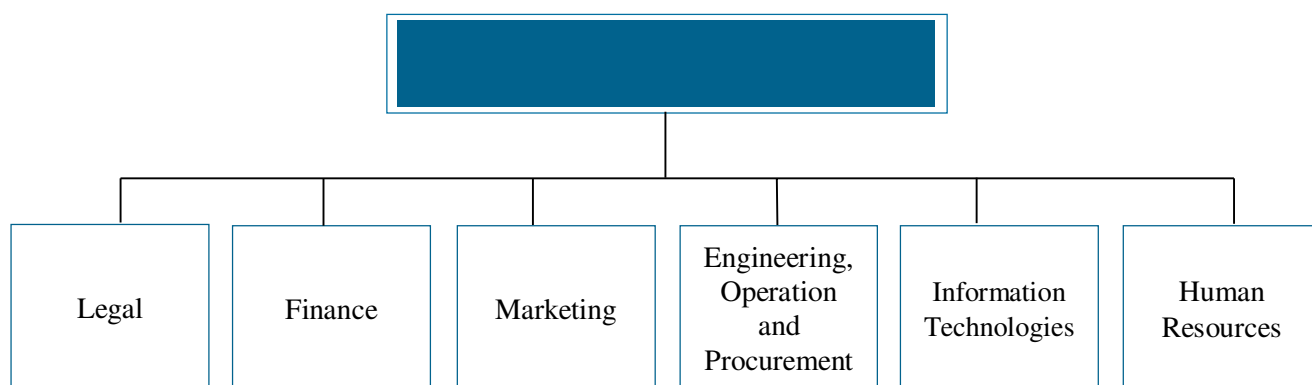 Legal
Finance
Marketing
Engineering,
Operation
and
Procurement
Information
Technologies
Human
Resources